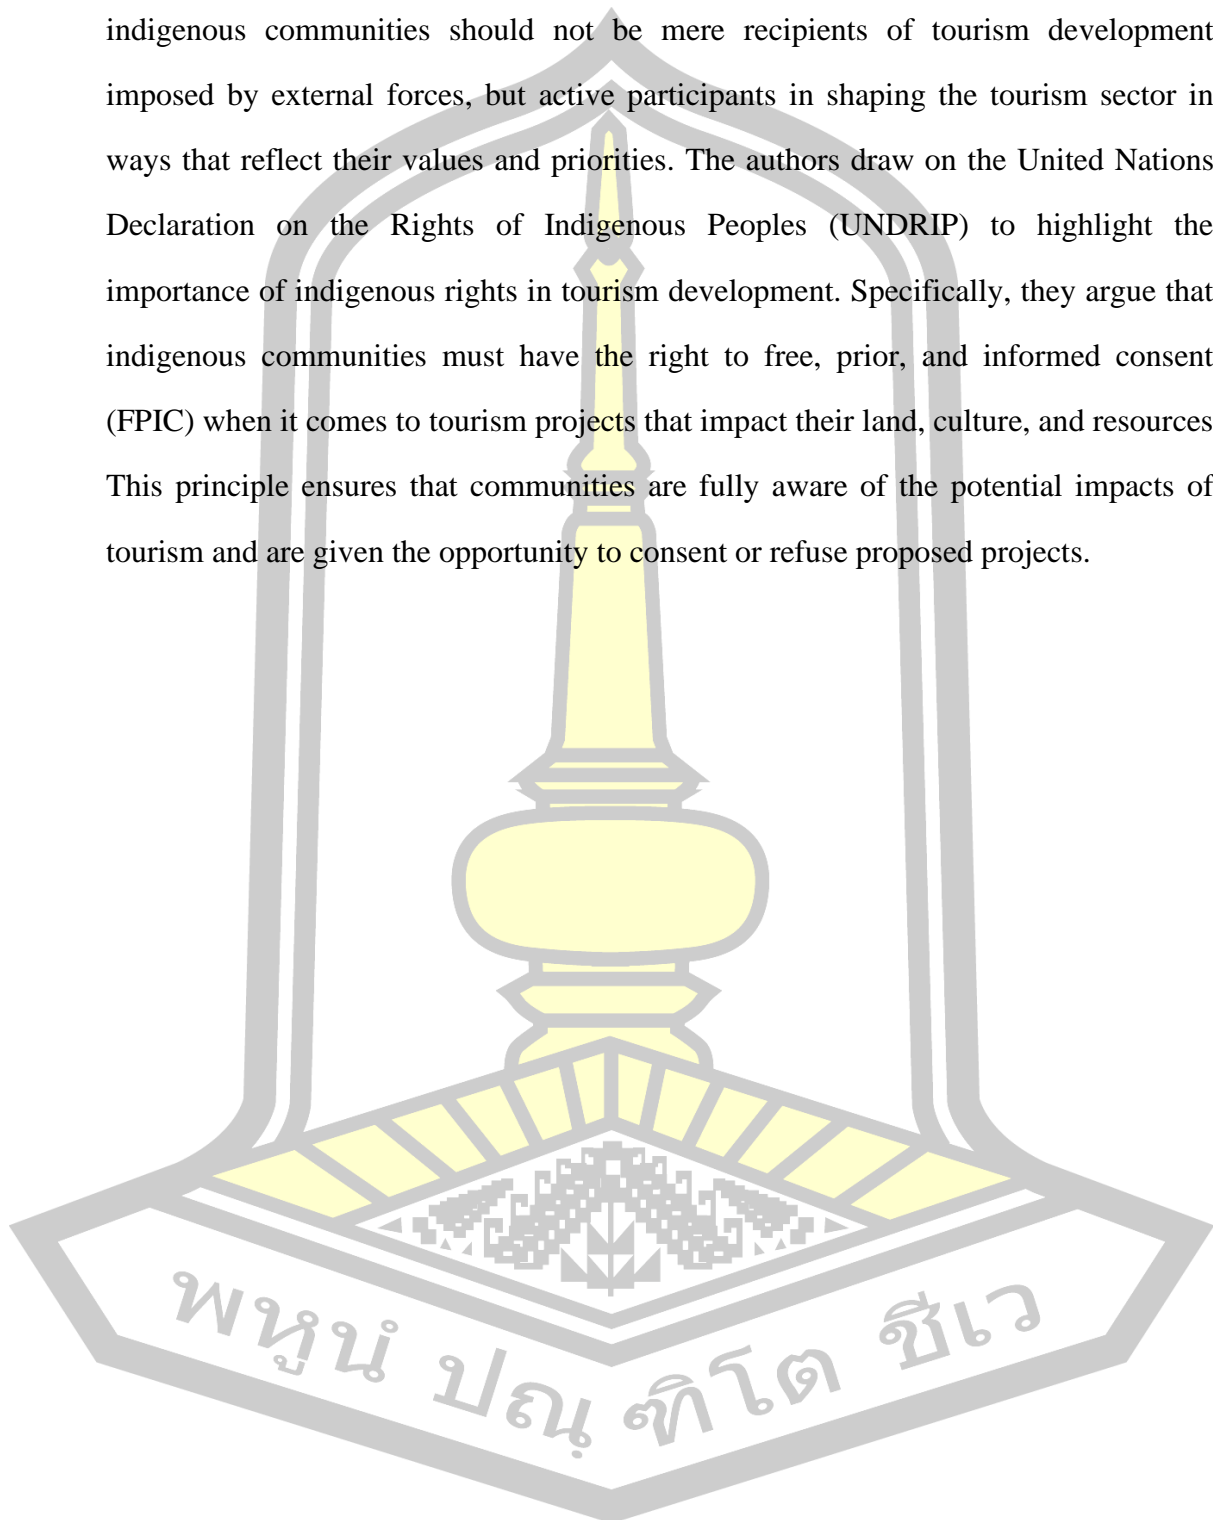 indigenous communities should not be mere recipients of tourism development
imposed by external forces, but active participants in shaping the tourism sector in
ways that reflect their values and priorities. The authors draw on the United Nations
Declaration on the Rights of Indigenous Peoples (UNDRIP) to highlight the
importance of indigenous rights in tourism development. Specifically, they argue that
indigenous communities must have the right to free, prior, and informed consent
(FPIC) when it comes to tourism projects that impact their land, culture, and resources
This principle ensures that communities are fully aware of the potential impacts of
tourism and are given the opportunity to consent or refuse proposed projects.
พหูนํ ปณฺ ฑิโต ชีเว